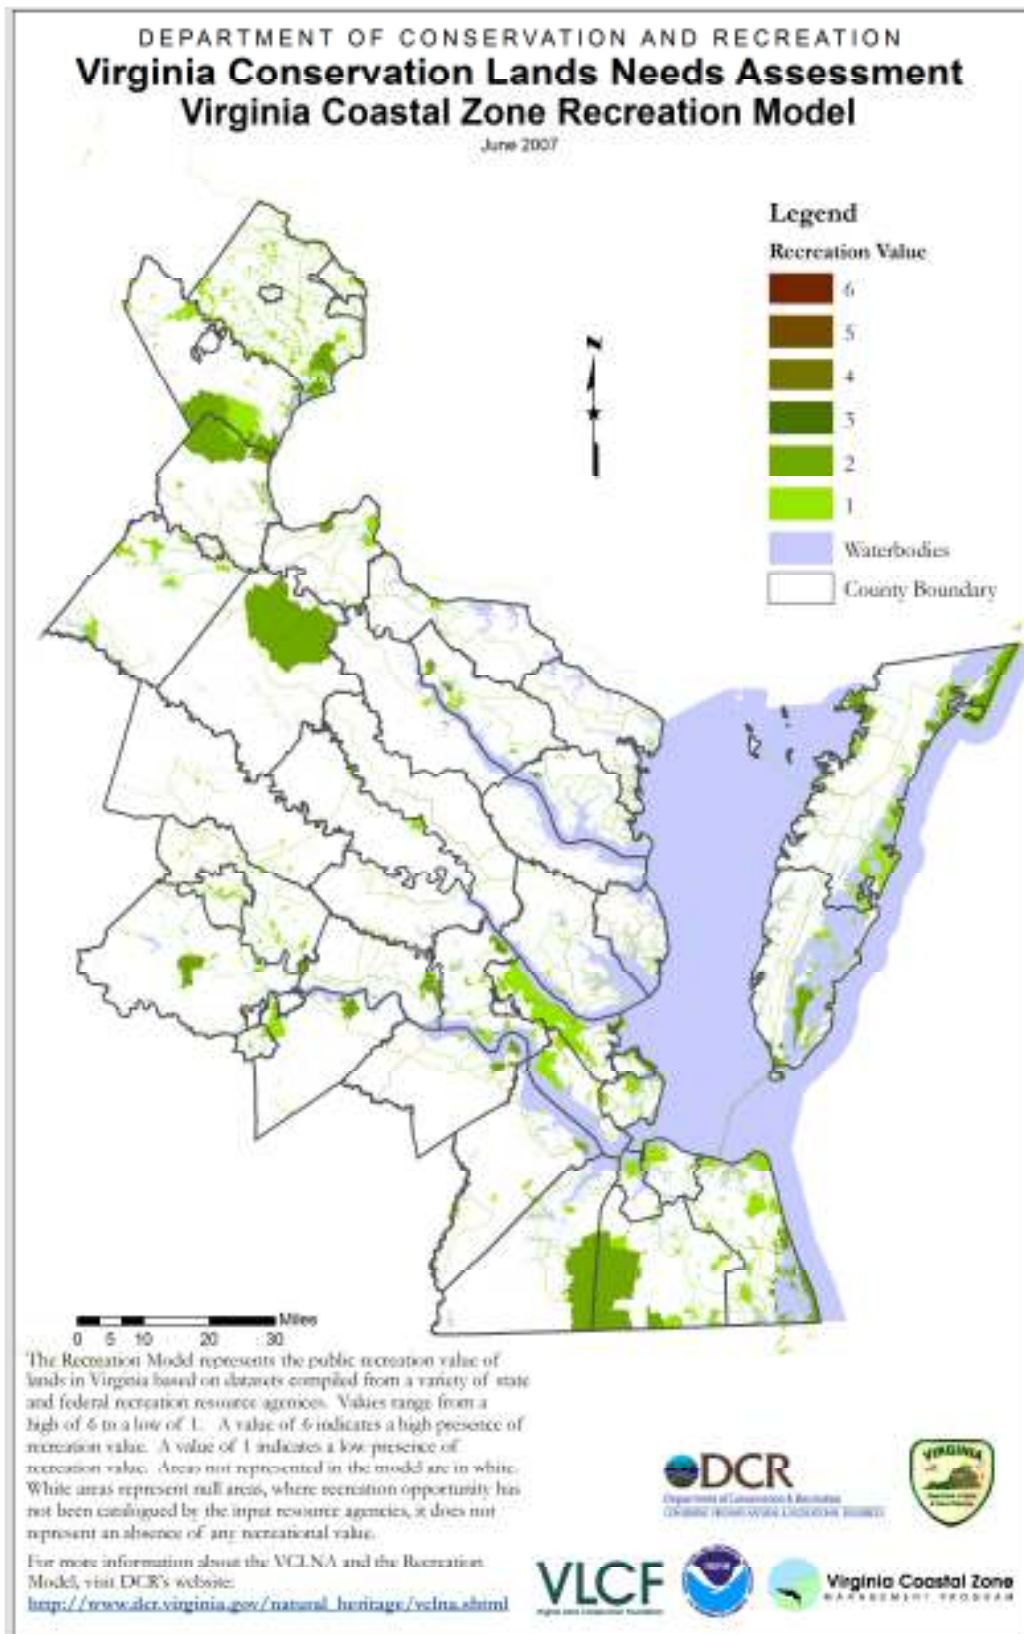 DEPARTMENT OF CONSERVATION AND RECREATION
Virginia Conservation Lands Needs Assessment
Virginia Coastal Zone Recreation Model
June 2007
Legend
Recreation Value
6
5
4
3
2
1
Waterbodies
County Boundary
N
Miles
0 5 10 20 30
The Recreation Model represents the public recreation value of
lands in Virginia based on datasets compiled from a variety of state
and federal recreation resource agencies. Values range from a
high of 6 to a low of 1. A value of 6 indicates a high presence of
recreation value. A value of 1 indicates a low presence of
recreation value. Areas not represented in the model are in white.
White areas represent null areas, where recreation opportunity has
not been catalogued by the input resource agencies, it does not
represent an absence of any recreational value.
For more information about the VCLNA and the Recreation
Model, visit DCR's website:
http://www.dcr.virginia.gov/natural_heritage/vclna.shtml
DCR
Department of Conservation & Recreation
VIRGINIA
VLCF
Virginia Coastal Zone
MANAGEMENT PROGRAM